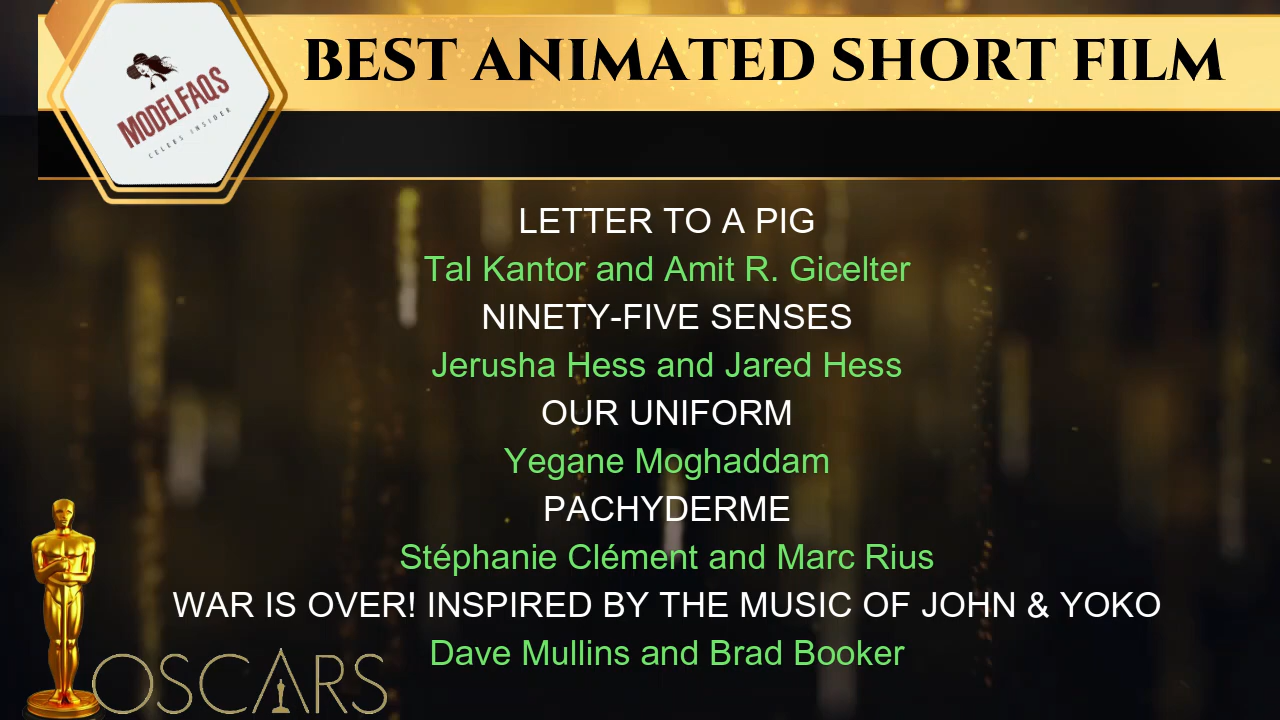 BEST ANIMATED SHORT FILM
MODELFAQS
CELEBS INSIDER
LETTER TO A PIG
Tal Kantor and Amit R. Gicelter
NINETY-FIVE SENSES
Jerusha Hess and Jared Hess
OUR UNIFORM
Yegane Moghaddam
PACHYDERME
Stéphanie Clément and Marc Rius
WAR IS OVER! INSPIRED BY THE MUSIC OF JOHN & YOKO
Dave Mullins and Brad Booker
OSCARS